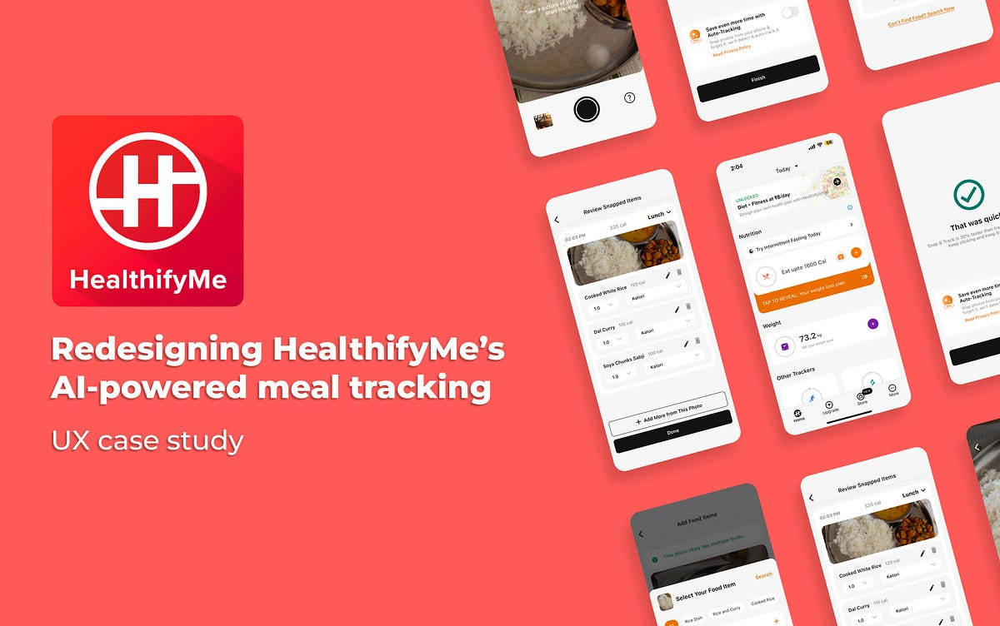 HealthifyMe
Redesigning HealthifyMe’s
AI-powered meal tracking
UX case study
Take a picture of
start tracking
Save even more time with
Auto-Tracking
Snap photos from your phone &
forget it, we'll detect & auto-track it.
Read Privacy Policy
Finish
Can't Find Food? Search Now
Review Snapped Items
02:03 PM
335 cal
Lunch
Cooked White Rice 120 cal
1.0
Katori
Dal Curry 115 cal
1.0
Katori
Soya Chunks Sabji 100 cal
1.0
Katori
+ Add More from This Photo
Done
2:04
56
Today
UNLOCKED
Diet + Fitness at ₹8/day
Design your own health plan with HealthifySmart
Nutrition
Try Intermittent Fasting Today
Eat upto 1600 Cal
TAP TO REVEAL: Your weight loss plan
Weight
73.2 kg
Set your weight goal
Other Trackers
NEW
Home
Upgrade
Store
More
That was quic
Snap & Track is 30% faster than
Keep clicking and keep
Save even more time
Auto-Tracking
Snap photos from your
forget it, we'll detect
Read Privacy
Add Food Items
This photo likely has multiple foods.
Select Your Food Item
Search
All
Rice Dish
Rice and Curry
Cooked Rice
Review Snapped Items
02:03 PM
335 cal
Lunch
Cooked White Rice 120 cal
1.0
Katori
Dal Curry 115 cal
1.0
Katori